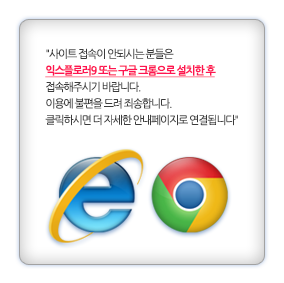 "사이트 접속이 안되시는 분들은
익스플로러9 또는 구글 크롬으로 설치한 후
접속해주시기 바랍니다.
이용에 불편을 드려 죄송합니다.
클릭하시면 더 자세한 안내페이지로 연결됩니다"